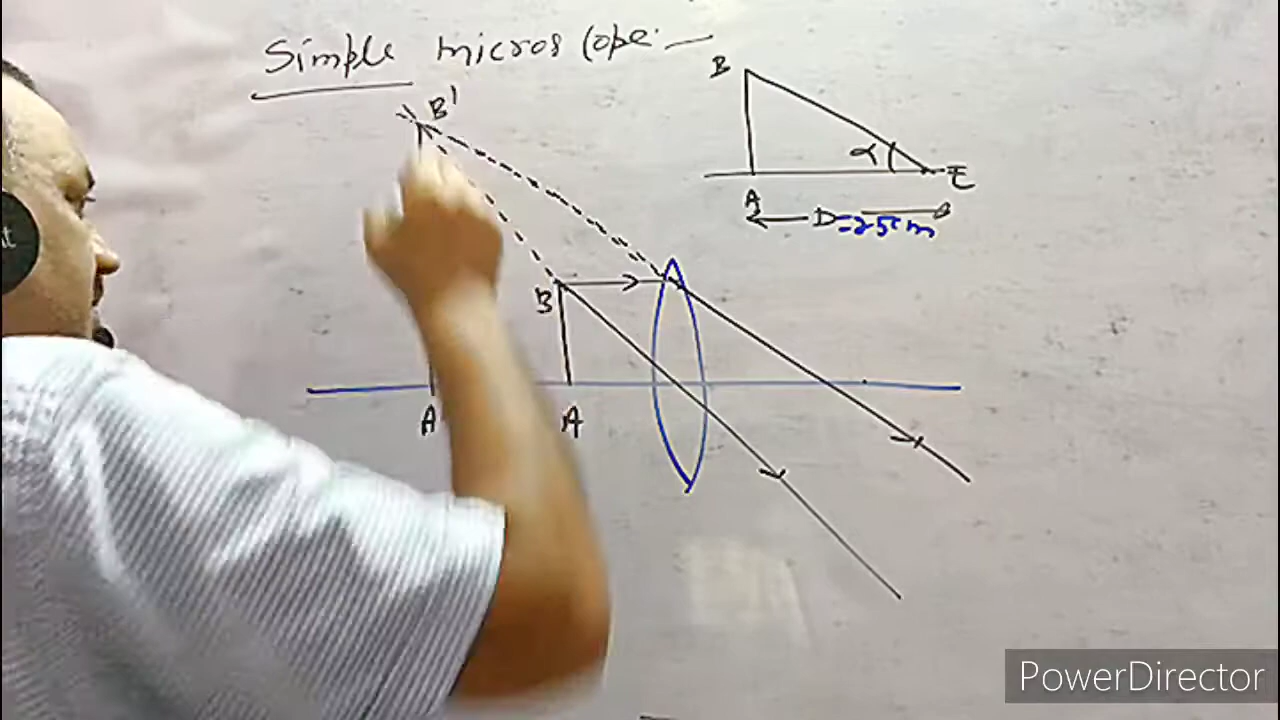 Simple microscope. —
B
α
E
A
D=25cm
B'
B
A
A
PowerDirector